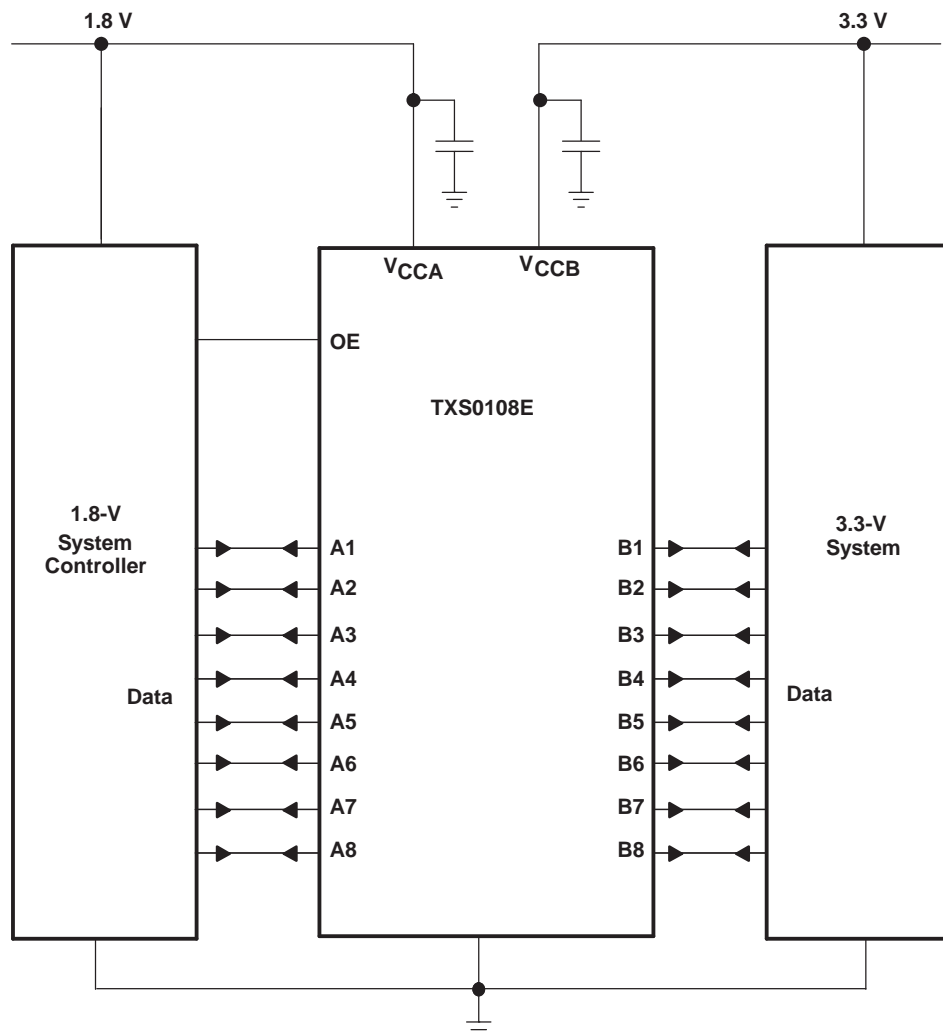 1.8 V
3.3 V
VCCA
VCCB
OE
TXS0108E
1.8-V
System
Controller
3.3-V
System
A1
B1
A2
B2
A3
B3
A4
B4
Data
Data
A5
B5
A6
B6
A7
B7
A8
B8